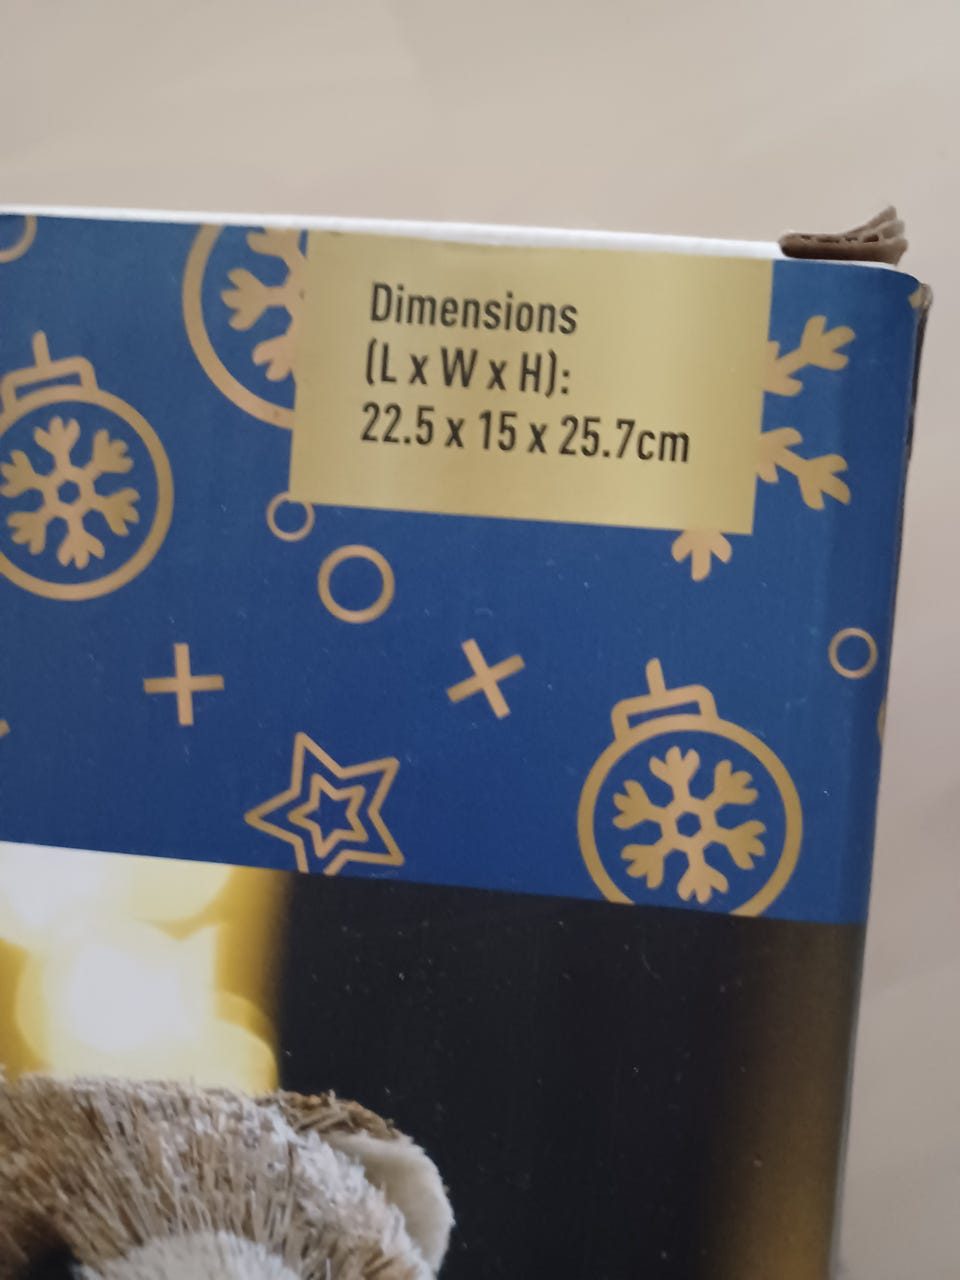 Dimensions
(L x W x H):
22.5 x 15 x 25.7cm